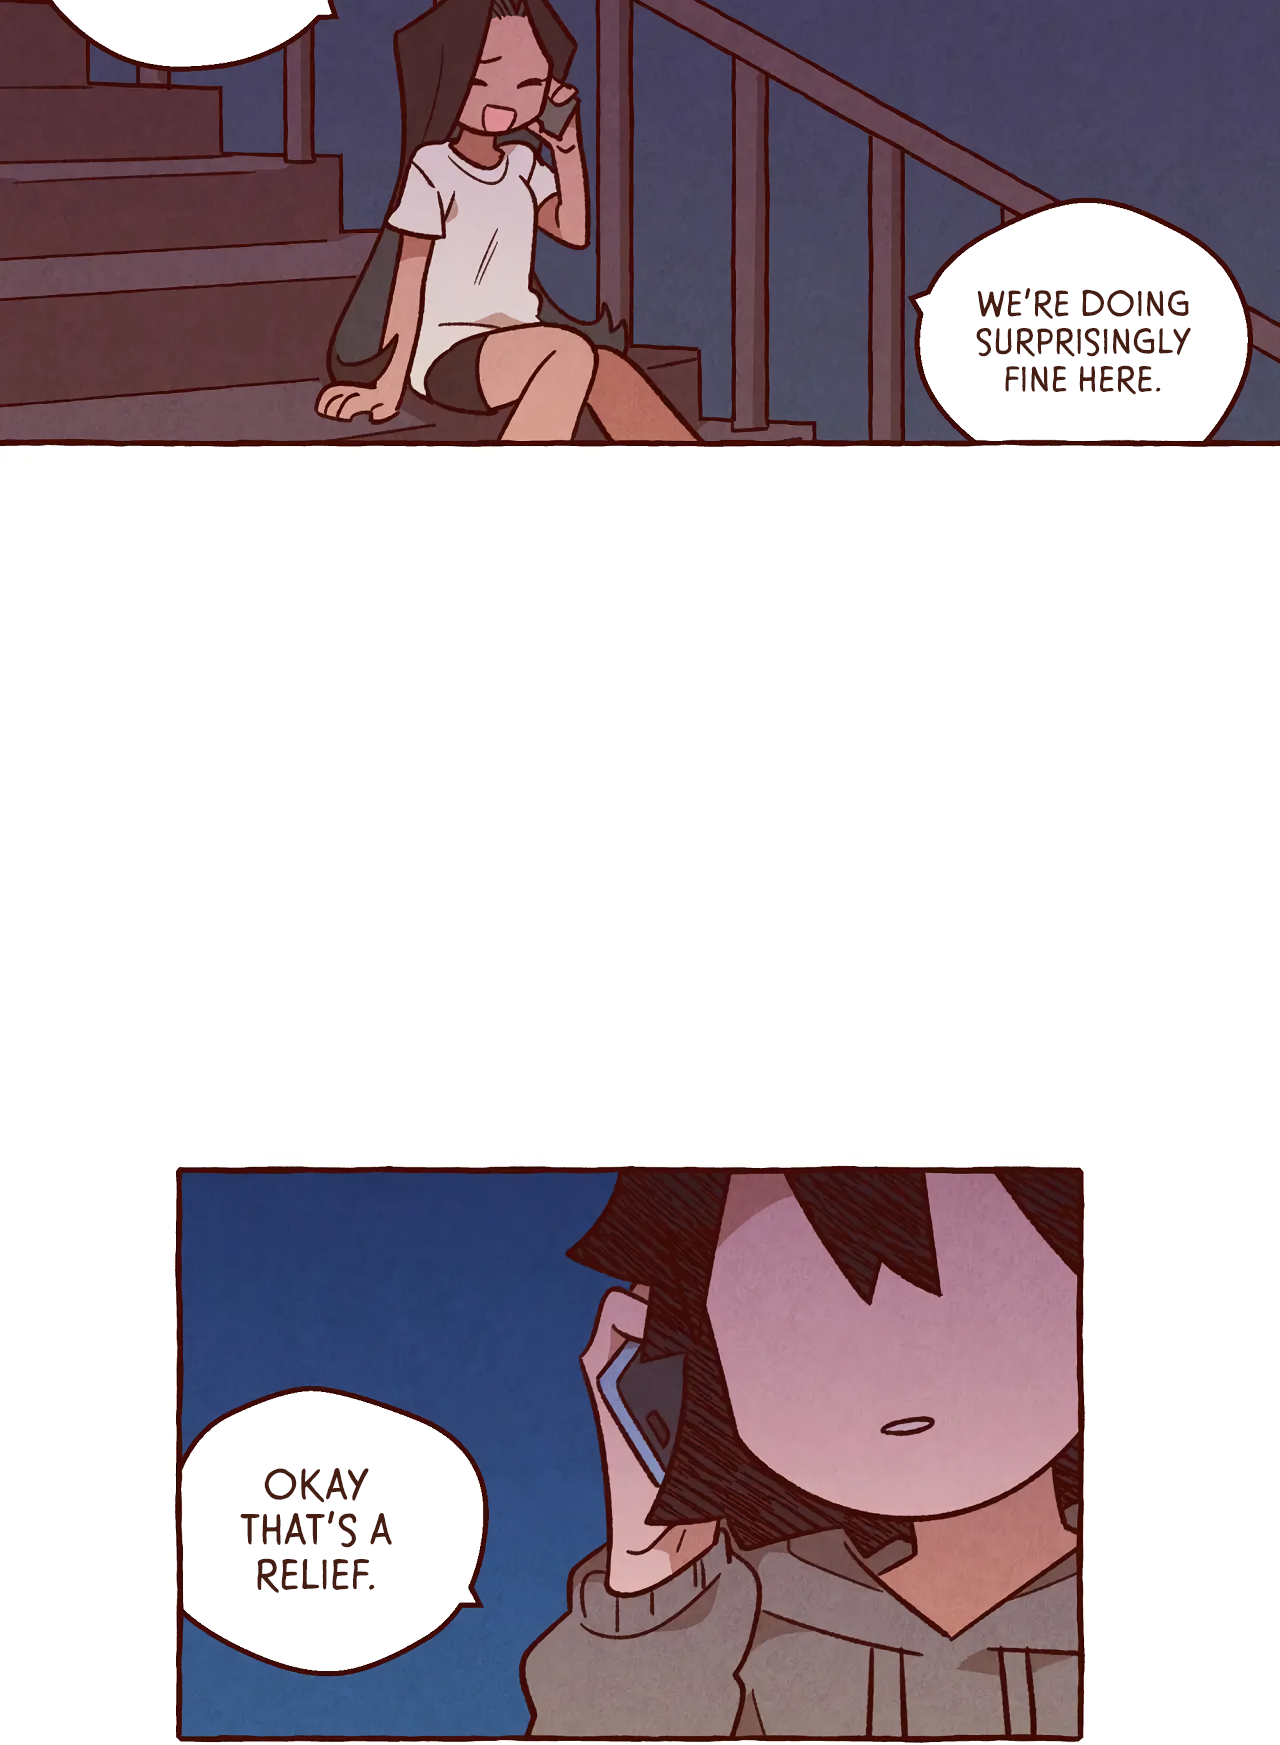 WE'RE DOING
SURPRISINGLY
FINE HERE.
OKAY
THAT'S A
RELIEF.